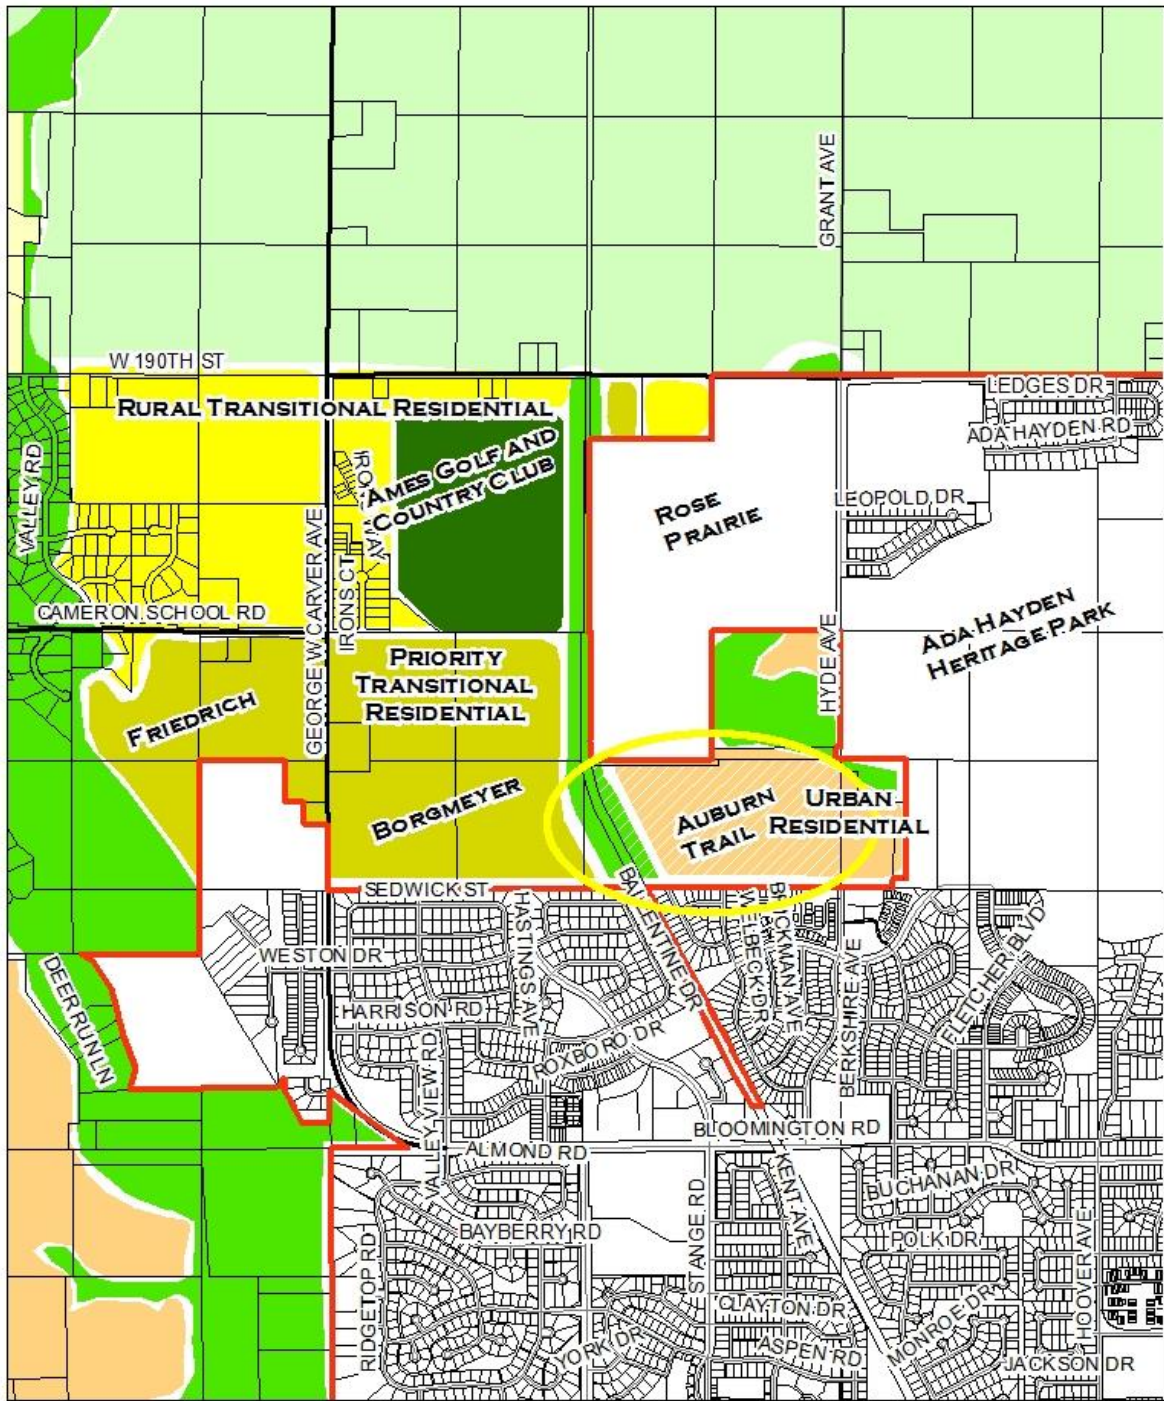 GRANT AVE
W 190TH ST
RURAL TRANSITIONAL RESIDENTIAL
LEDGES DR
ADA HAYDEN RD
VALLEY RD
AMES GOLF AND
COUNTRY CLUB
ROSE
PRAIRIE
LEOPOLD DR
GEORGE W CARVER AVE
IRONS CT
WAY
CAMERON SCHOOL RD
HYDE AVE
ADA HAYDEN
HERITAGE PARK
PRIORITY
TRANSITIONAL
RESIDENTIAL
FRIEDRICH
BORGMEYER
AUBURN
TRAIL
URBAN
RESIDENTIAL
SEDWICK ST
HASTINGS AVE
BALLENTINE DR
WELBECK DR
BRICKMAN AVE
BERKSHIRE AVE
FLETCHER BLVD
WESTON DR
DEER RUN LN
HARRISON RD
ROXBORO DR
VALLEY VIEW RD
BLOOMINGTON RD
ALMOND RD
KENT AVE
BUCHANAN DR
BAYBERRY RD
STANGE RD
POLK DR
HOOVER AVE
RIDGETOP RD
CLAYTON DR
YORK DR
ASPEN RD
MONROE DR
JACKSON DR